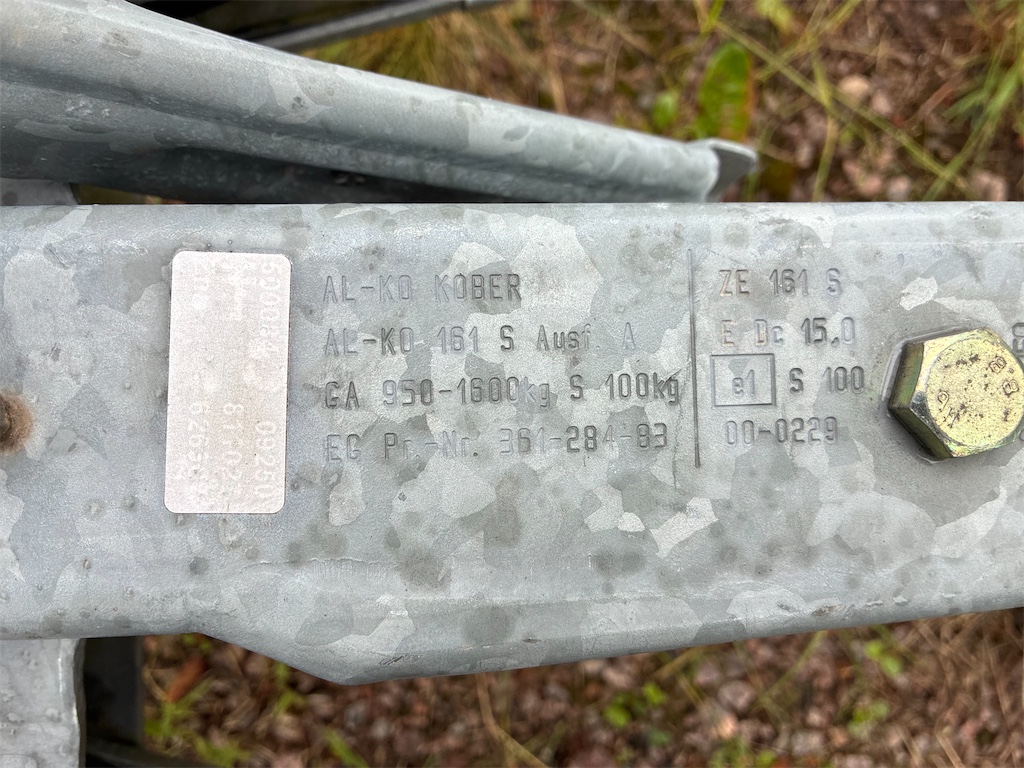 AL-KO KOBER
AL-KO 161 S Ausf A
GA 950-1600kg S 100kg
EG Pr.-Nr. 361-284-83
ZE 161 S
E Dc 15,0
e1 S 100
00-0229